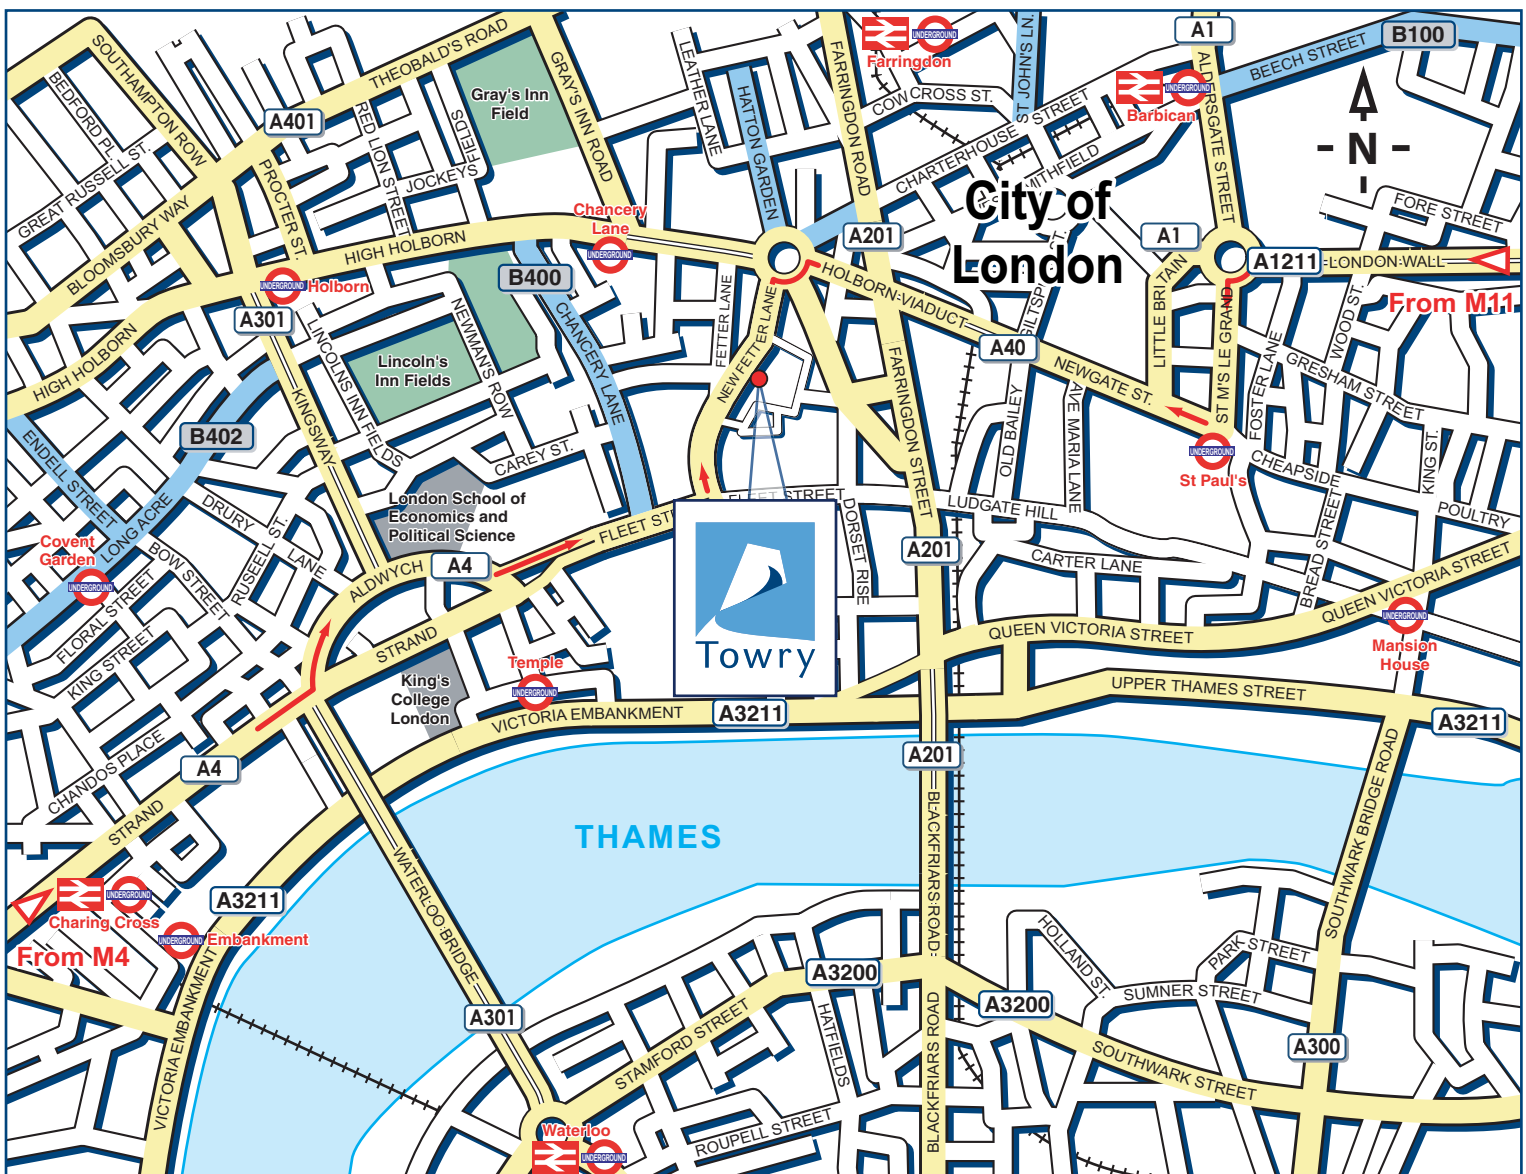 SOUTHAMPTON ROW
BEDFORD PL.
GREAT RUSSELL ST.
BLOOMSBURY WAY
THEOBALD'S ROAD
A401
PROCTER ST.
RED LION STREET
JOCKEYS
FIELDS
Gray's Inn
Field
GRAY'S INN ROAD
LEATHER LANE
HATTON GARDEN
FARRINGDON ROAD
UNDERGROUND
Farringdon
COWCROSS ST.
ST JOHN'S LN.
CHARTERHOUSE STREET
UNDERGROUND
Barbican
A1
ALDERSGATE STREET
BEECH STREET
B100
N
FORE STREET
City of
London
A201
A1
A1211
LONDON WALL
From M11
HIGH HOLBORN
Chancery
Lane
UNDERGROUND
UNDERGROUND
Holborn
A301
B400
HIGH HOLBORN
LINCOLNS INN FIELDS
Lincoln's
Inn Fields
NEWMAN'S ROW
CHANCERY LANE
FETTER LANE
NEW FETTER LANE
HOLBORN VIADUCT
A40
NEWGATE ST.
LITTLE BRITAIN
ST M'S LE GRAND
FOSTER LANE
WOOD ST.
GRESHAM STREET
KINGSWAY
B402
ENDELL STREET
LONG ACRE
CAREY ST.
FARRINGDON STREET
OLD BAILEY
AVE MARIA LANE
UNDERGROUND
St Paul's
CHEAPSIDE
KING ST.
POULTRY
BREAD STREET
London School of
Economics and
Political Science
DRURY
LANE
RUSSELL ST.
BOW STREET
Covent
Garden
UNDERGROUND
FLORAL STREET
KING STREET
ALDWYCH
A4
FLEET STREET
DORSET RISE
LUDGATE HILL
A201
CARTER LANE
QUEEN VICTORIA STREET
QUEEN VICTORIA STREET
UNDERGROUND
Mansion
House
STRAND
Towry
King's
College
London
Temple
UNDERGROUND
VICTORIA EMBANKMENT
A3211
UPPER THAMES STREET
A3211
A201
CHANDOS PLACE
A4
STRAND
THAMES
WATERLOO BRIDGE
BLACKFRIARS ROAD
SOUTHWARK BRIDGE ROAD
UNDERGROUND
Charing Cross
From M4
A3211
UNDERGROUND
Embankment
VICTORIA EMBANKMENT
A301
A3200
A3200
HOLLAND ST.
PARK STREET
SUMNER STREET
STAMFORD STREET
HATFIELDS
BLACKFRIARS ROAD
SOUTHWARK STREET
A300
Waterloo
UNDERGROUND
ROUPELL STREET